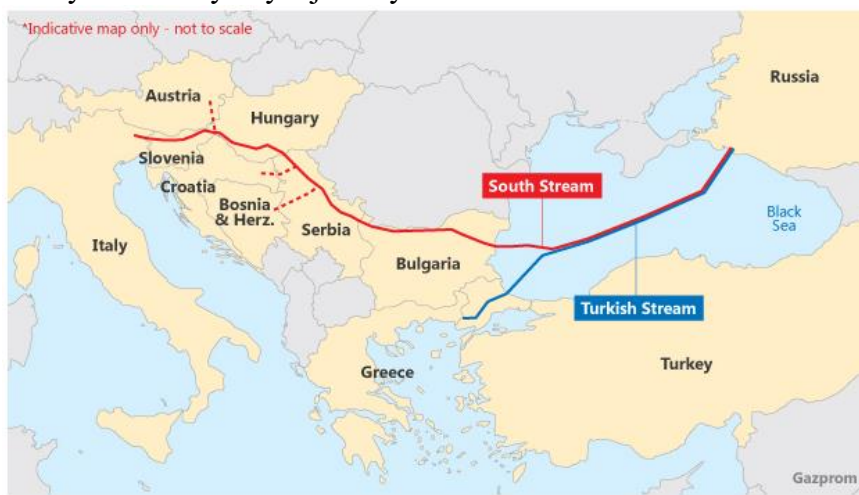 *Indicative map only - not to scale
Russia
Austria
Hungary
Slovenia
South Stream
Croatia
Bosnia
& Herz.
Black
Sea
Serbia
Italy
Bulgaria
Turkish Stream
Turkey
Greece
Gazprom